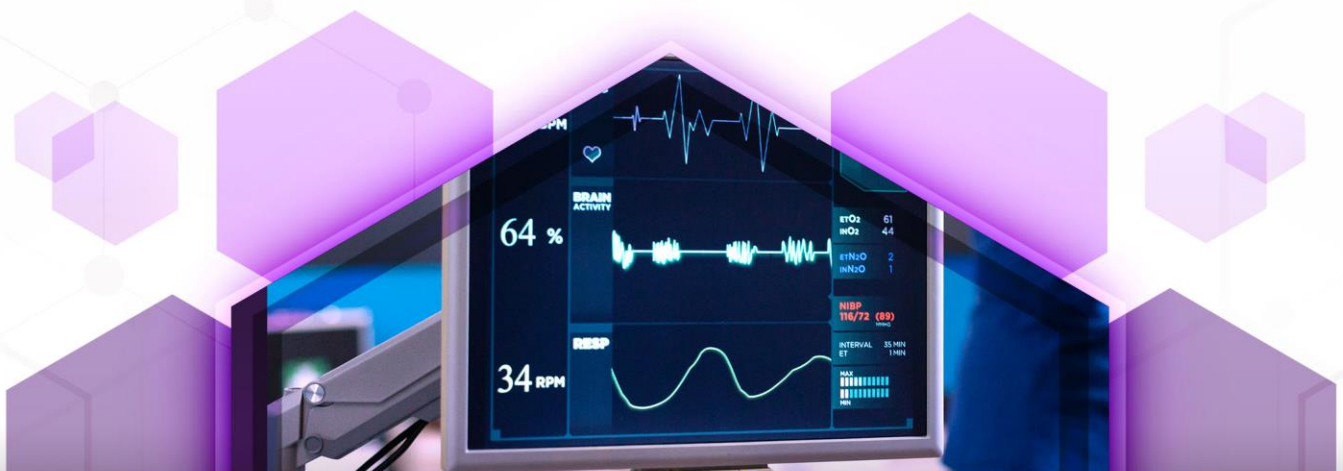 64 %
BRAIN
ACTIVITY
34 RPM
RESP
ETO2 61
INO2 44
ETN2O 2
INN2O 1
NIBP
116/72 (89)
MMHG
INTERVAL 35 MIN
ET 1 MIN
MAX
MIN